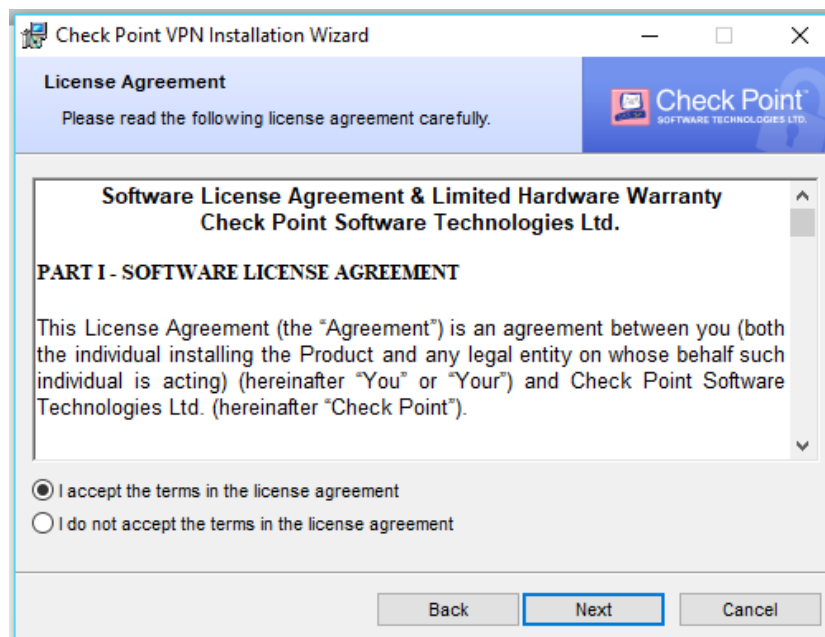 Check Point VPN Installation Wizard
License Agreement
Please read the following license agreement carefully.
Check Point™
SOFTWARE TECHNOLOGIES LTD.
Software License Agreement & Limited Hardware Warranty
Check Point Software Technologies Ltd.
PART I - SOFTWARE LICENSE AGREEMENT
This License Agreement (the “Agreement”) is an agreement between you (both
the individual installing the Product and any legal entity on whose behalf such
individual is acting) (hereinafter “You” or “Your”) and Check Point Software
Technologies Ltd. (hereinafter “Check Point”).
I accept the terms in the license agreement
I do not accept the terms in the license agreement
Back Next Cancel